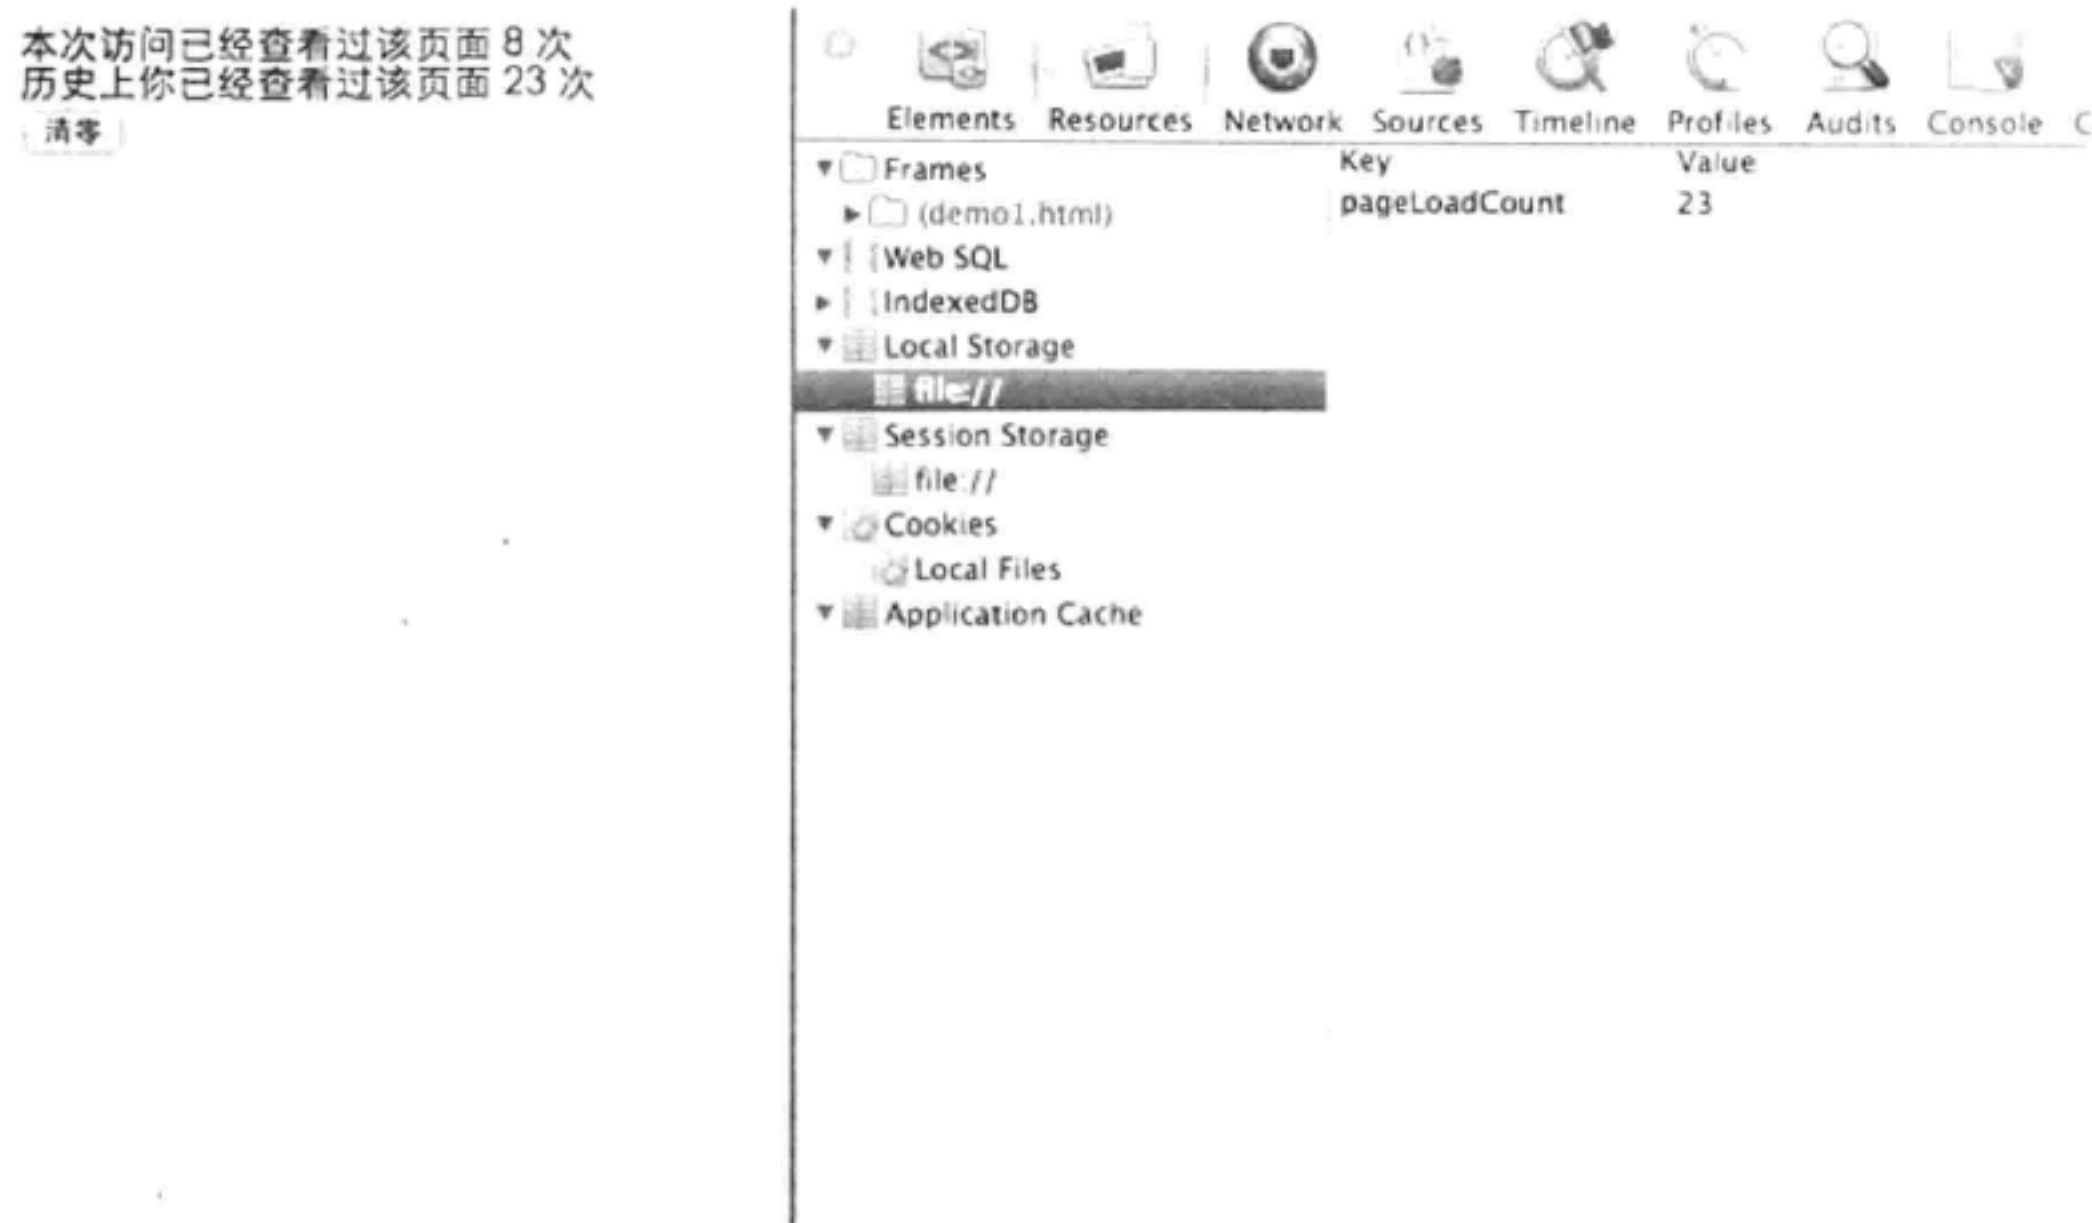 本次访问已经查看过该页面 8 次
历史上你已经查看过该页面 23 次
清零
Elements Resources Network Sources Timeline Profiles Audits Console
Key Value
Frames
pageLoadCount 23
(demo1.html)
Web SQL
IndexedDB
Local Storage
file://
Session Storage
file://
Cookies
Local Files
Application Cache